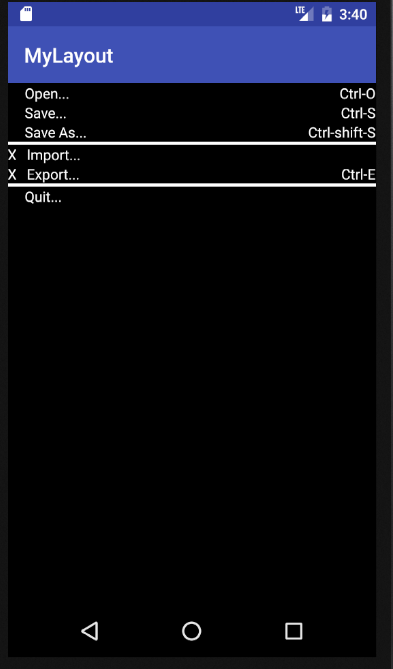 LTE 3:40
MyLayout
Open... Ctrl-O
Save... Ctrl-S
Save As... Ctrl-shift-S
X Import...
X Export... Ctrl-E
Quit...